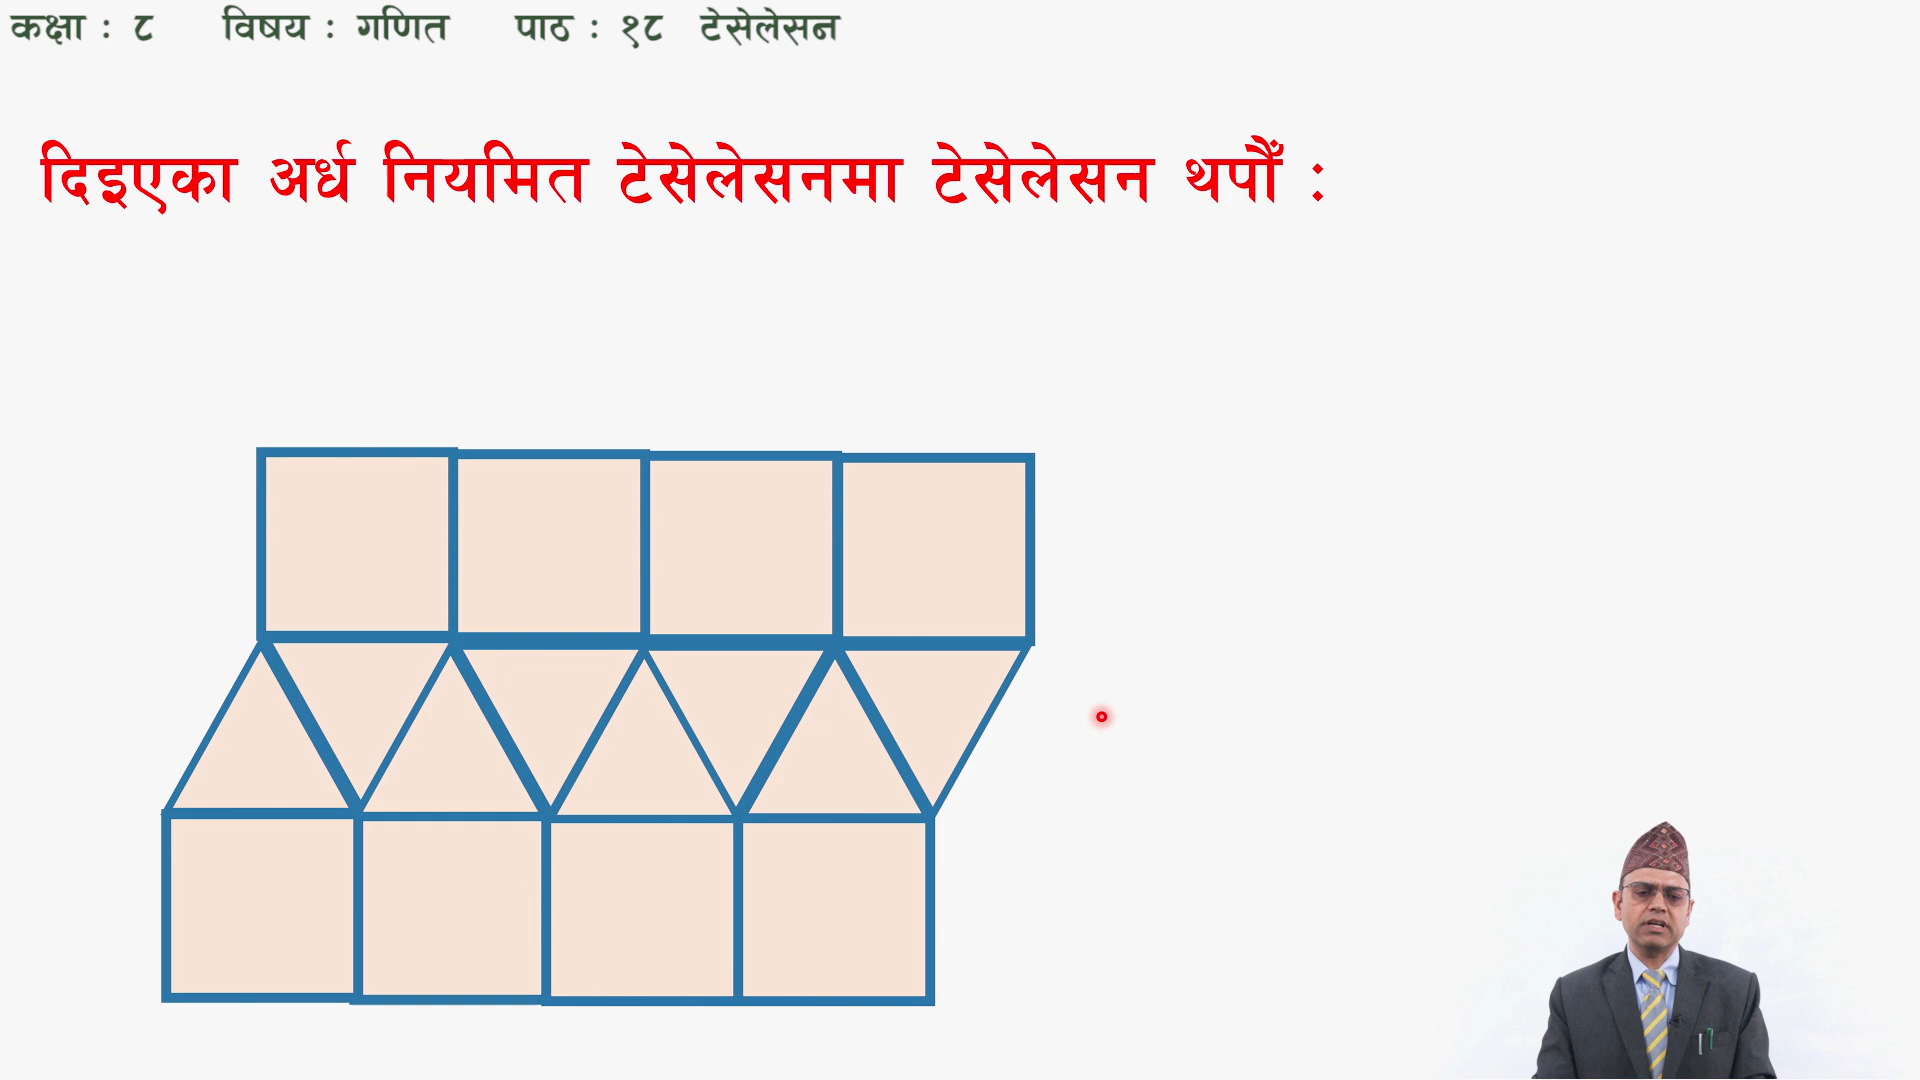 कक्षा : ८ विषय : गणित पाठ : १८ टेसेलेसन
दिइएका अर्ध नियमित टेसेलेसनमा टेसेलेसन थपौँ :